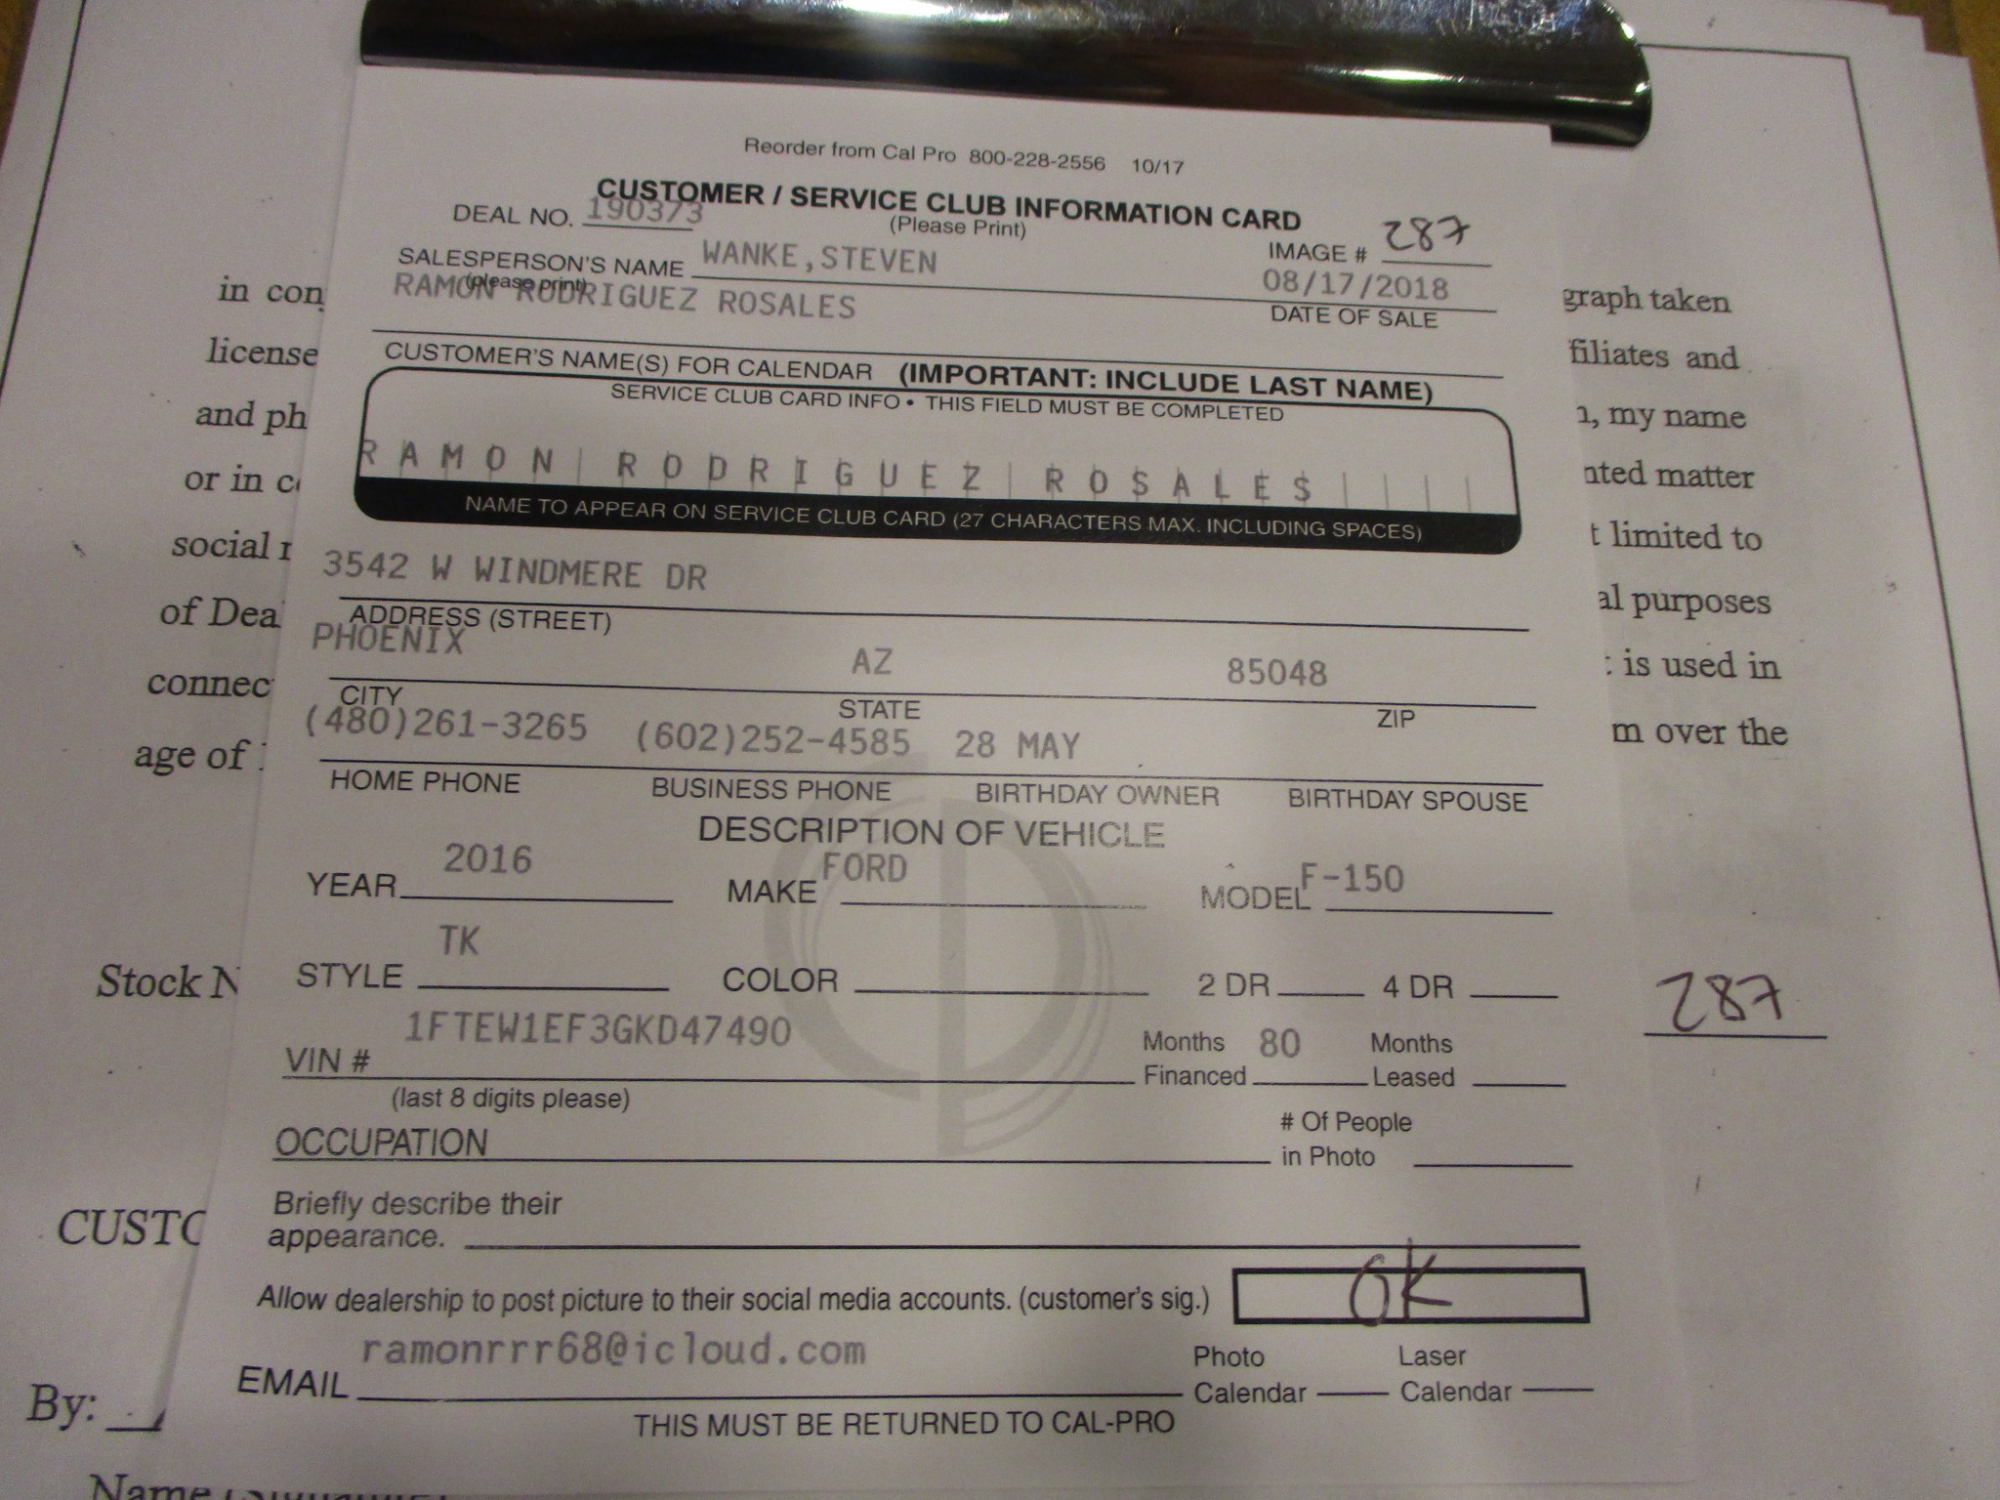 Reorder from Cal Pro 800-228-2556 10/17
CUSTOMER / SERVICE CLUB INFORMATION CARD
DEAL NO. 190373 (Please Print) IMAGE # 287
SALESPERSON'S NAME WANKE, STEVEN 08/17/2018
(please print) DATE OF SALE
RAMON RODRIGUEZ ROSALES
CUSTOMER'S NAME(S) FOR CALENDAR (IMPORTANT: INCLUDE LAST NAME)
SERVICE CLUB CARD INFO • THIS FIELD MUST BE COMPLETED
RAMON RODRIGUEZ ROSALES
NAME TO APPEAR ON SERVICE CLUB CARD (27 CHARACTERS MAX. INCLUDING SPACES)
3542 W WINDMERE DR
ADDRESS (STREET)
PHOENIX AZ 85048
CITY STATE ZIP
(480)261-3265 (602)252-4585 28 MAY
HOME PHONE BUSINESS PHONE BIRTHDAY OWNER BIRTHDAY SPOUSE
DESCRIPTION OF VEHICLE
YEAR 2016 MAKE FORD MODEL F-150
STYLE TK COLOR 2 DR 4 DR
VIN # 1FTEW1EF3GKD47490 Months Financed 80 Months Leased
(last 8 digits please)
OCCUPATION # Of People in Photo
Briefly describe their
appearance.
Allow dealership to post picture to their social media accounts. (customer's sig.) OK
EMAIL ramonrrr68@icloud.com Photo Calendar Laser Calendar
THIS MUST BE RETURNED TO CAL-PRO
in con
license
and ph
or in c
social
of Dea
connec
age of
Stock N
CUSTO
By:
Name
graph taken
filiates and
, my name
nted matter
t limited to
al purposes
: is used in
m over the
287